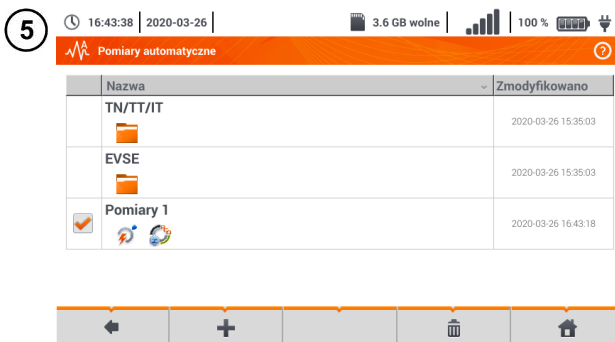 5
16:43:38 2020-03-26 3.6 GB wolne 100 %
Pomiary automatyczne ?
Nazwa Zmodyfikowano
TN/TT/IT
2020-03-26 15:35:03
EVSE
2020-03-26 15:35:03
Pomiary 1
2020-03-26 16:43:18